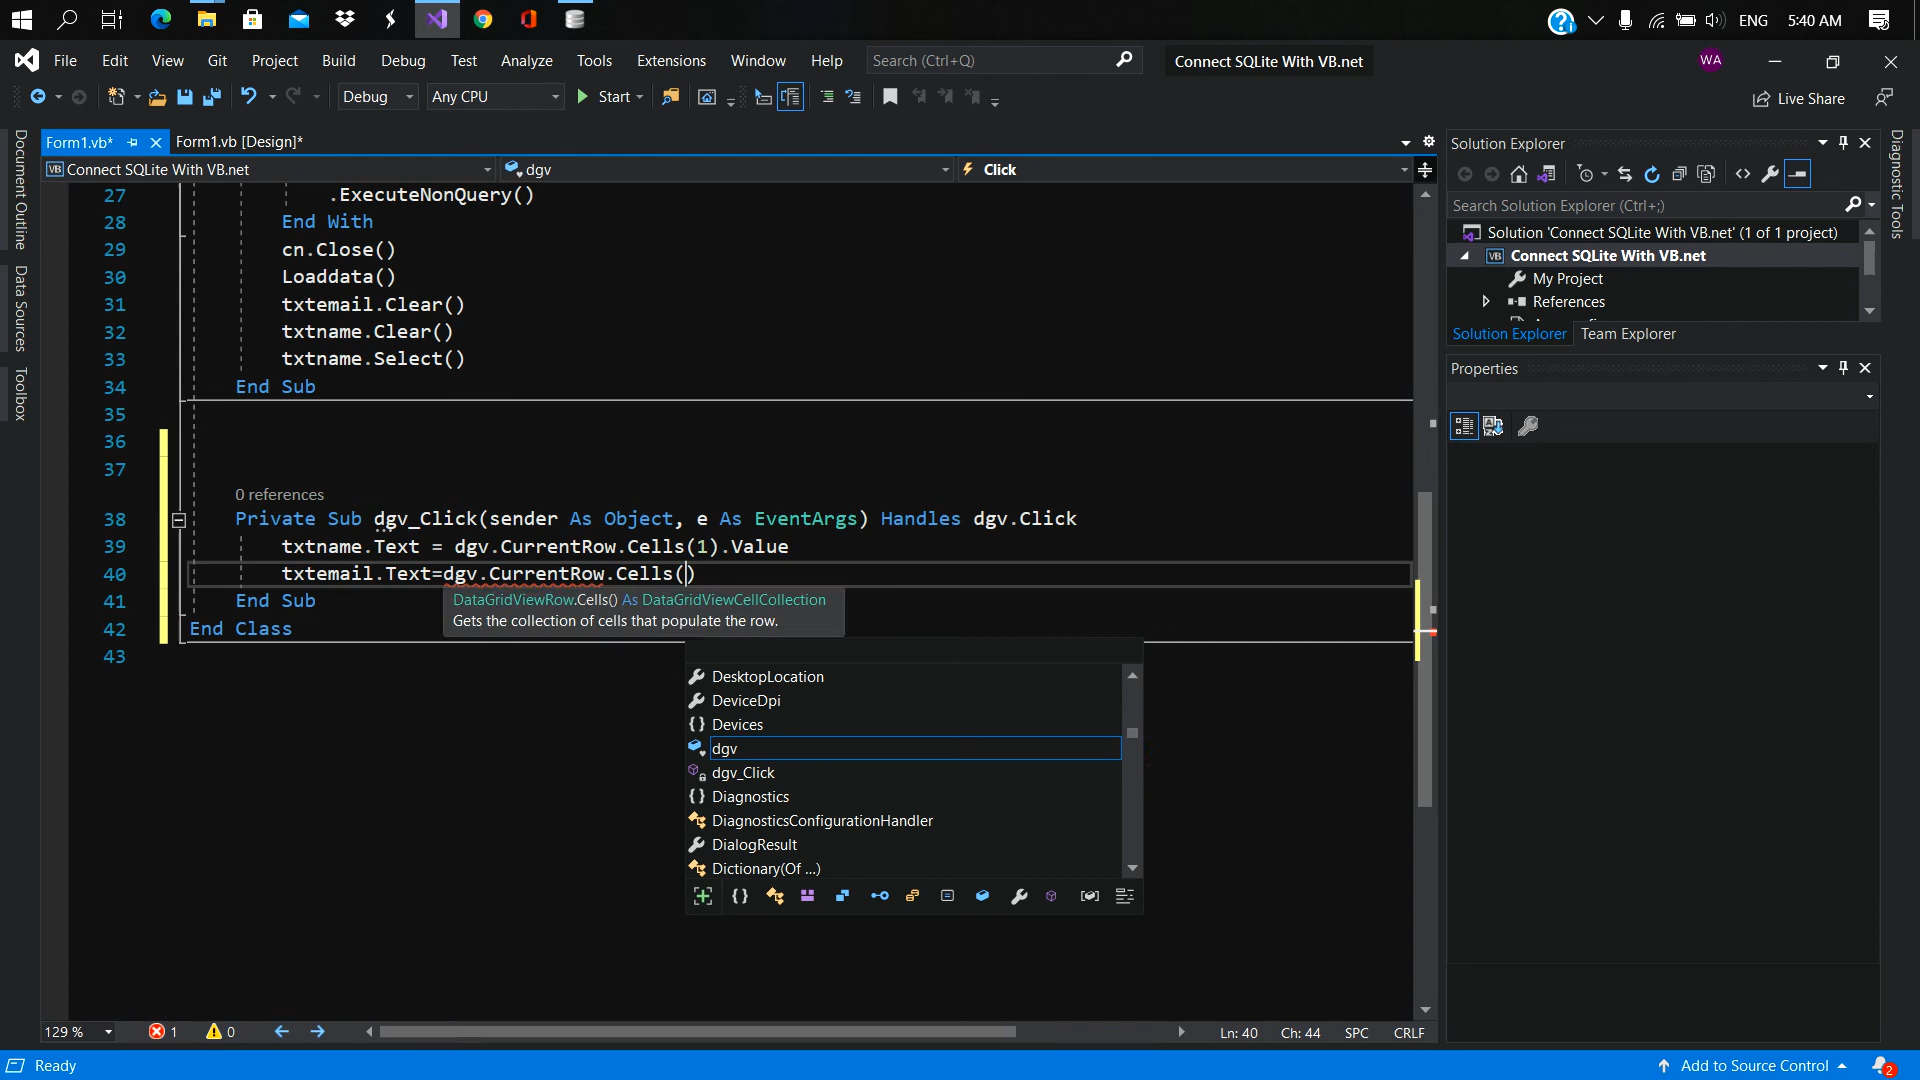 ENG
5:40 AM
File Edit View Git Project Build Debug Test Analyze Tools Extensions Window Help
Search (Ctrl+Q)
Connect SQLite With VB.net
WA
Debug
Any CPU
Start
Live Share
Form1.vb*
Form1.vb [Design]*
Connect SQLite With VB.net
dgv
Click
Document Outline
Data Sources
Toolbox
27 .ExecuteNonQuery()
28 End With
29 cn.Close()
30 Loaddata()
31 txtemail.Clear()
32 txtname.Clear()
33 txtname.Select()
34 End Sub
35
36
37
0 references
38 Private Sub dgv_Click(sender As Object, e As EventArgs) Handles dgv.Click
39 txtname.Text = dgv.CurrentRow.Cells(1).Value
40 txtemail.Text=dgv.CurrentRow.Cells()
41 End Sub
42 End Class
43
DataGridViewRow.Cells() As DataGridViewCellCollection
Gets the collection of cells that populate the row.
DesktopLocation
DeviceDpi
Devices
dgv
dgv_Click
Diagnostics
DiagnosticsConfigurationHandler
DialogResult
Dictionary(Of ...)
129 %
1
0
Ln: 40
Ch: 44
SPC
CRLF
Solution Explorer
Search Solution Explorer (Ctrl+;)
Solution 'Connect SQLite With VB.net' (1 of 1 project)
VB Connect SQLite With VB.net
My Project
References
Solution Explorer
Team Explorer
Properties
Diagnostic Tools
Ready
Add to Source Control
2